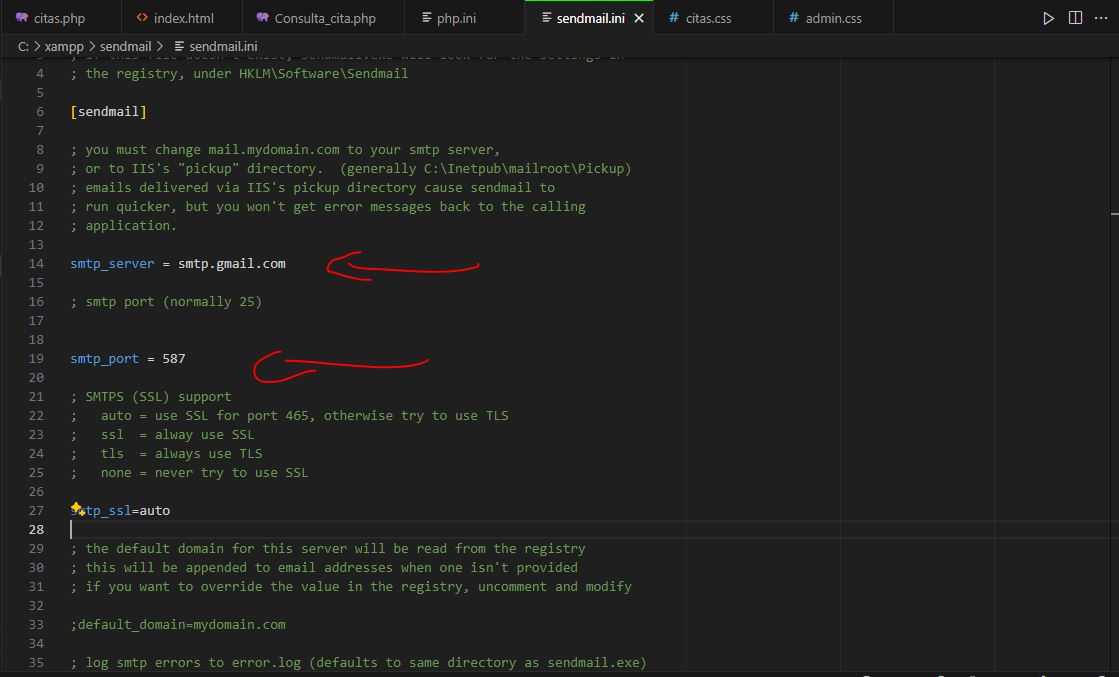 citas.php index.html Consulta_cita.php php.ini sendmail.ini citas.css admin.css
C: > xampp > sendmail > sendmail.ini
4 ; the registry, under HKLM\Software\Sendmail
5
6 [sendmail]
7
8 ; you must change mail.mydomain.com to your smtp server,
9 ; or to IIS's "pickup" directory.  (generally C:\Inetpub\mailroot\Pickup)
10 ; emails delivered via IIS's pickup directory cause sendmail to
11 ; run quicker, but you won't get error messages back to the calling
12 ; application.
13
14 smtp_server = smtp.gmail.com
15
16 ; smtp port (normally 25)
17
18
19 smtp_port = 587
20
21 ; SMTPS (SSL) support
22 ;   auto = use SSL for port 465, otherwise try to use TLS
23 ;   ssl  = alway use SSL
24 ;   tls  = always use TLS
25 ;   none = never try to use SSL
26
27 smtp_ssl=auto
28
29 ; the default domain for this server will be read from the registry
30 ; this will be appended to email addresses when one isn't provided
31 ; if you want to override the value in the registry, uncomment and modify
32
33 ;default_domain=mydomain.com
34
35 ; log smtp errors to error.log (defaults to same directory as sendmail.exe)